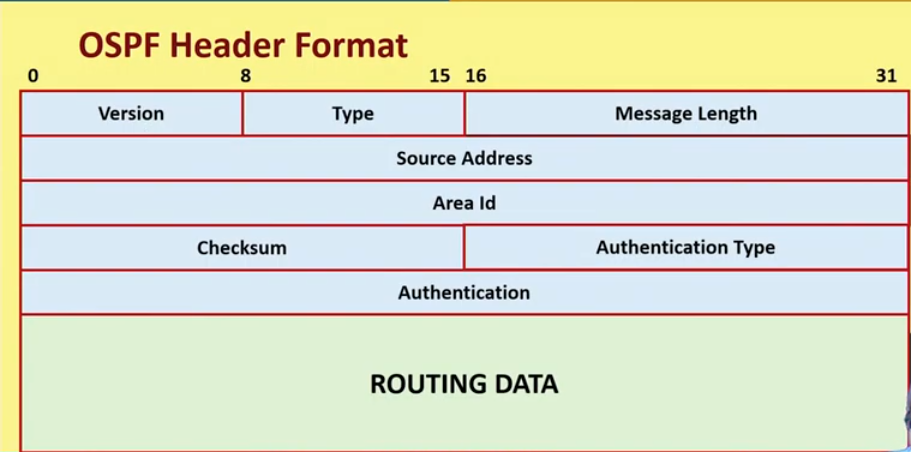 OSPF Header Format
0 8 15 16 31
Version Type Message Length
Source Address
Area Id
Checksum Authentication Type
Authentication
ROUTING DATA